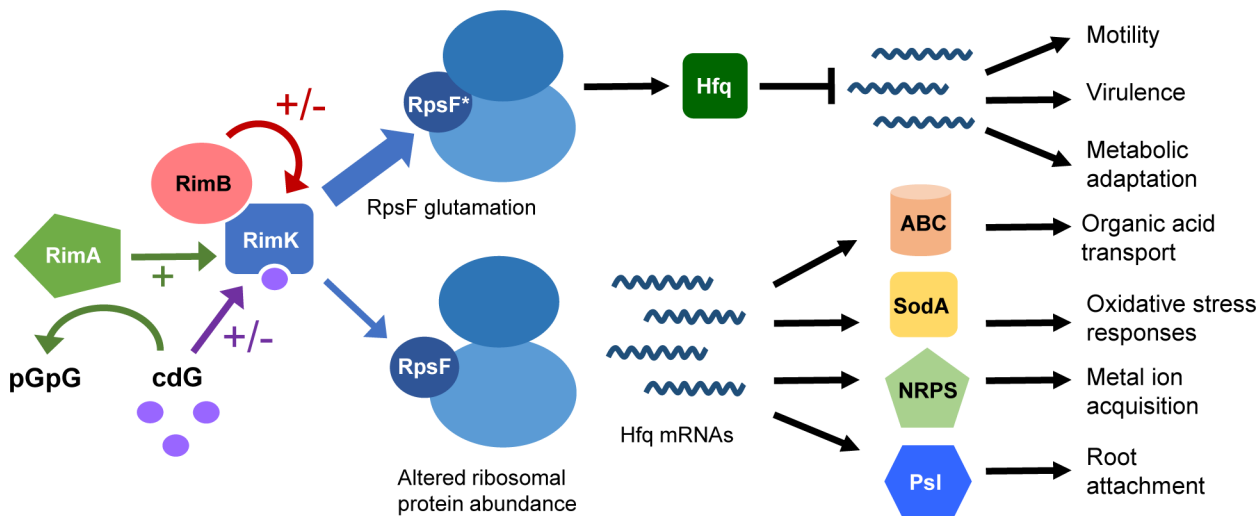 +/-
RimB
RimA
+
RimK
pGpG
cdG
+/-
RpsF*
RpsF glutamation
Hfq
Motility
Virulence
Metabolic
adaptation
RpsF
Altered ribosomal
protein abundance
Hfq mRNAs
ABC
Organic acid
transport
SodA
Oxidative stress
responses
NRPS
Metal ion
acquisition
Psl
Root
attachment